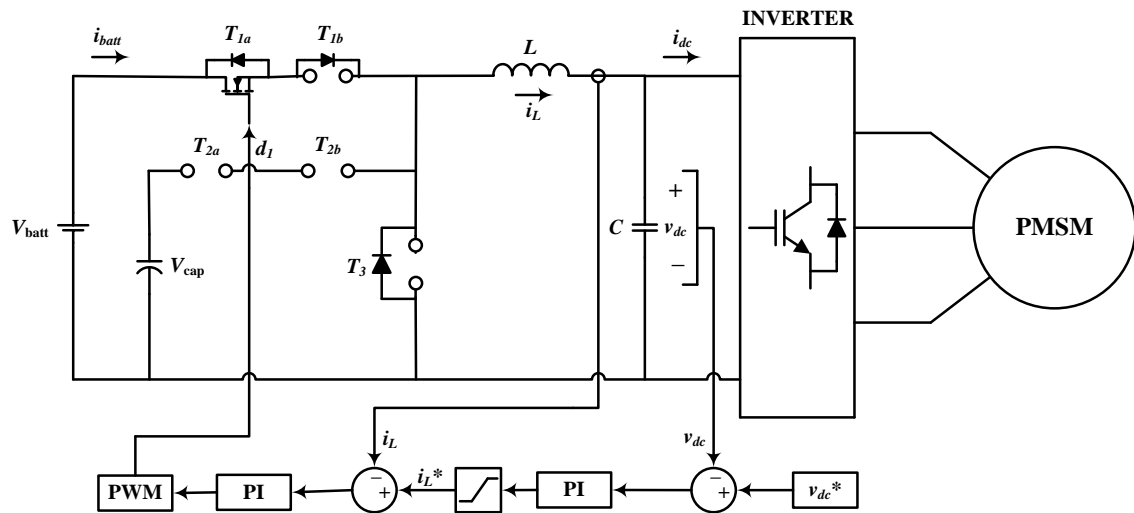 INVERTER
i_batt
T_1a
T_1b
L
i_dc
i_L
T_2a
d_1
T_2b
V_batt
V_cap
T_3
C
+
v_dc
−
PMSM
i_L
v_dc
PWM
PI
−
+
i_L*
PI
−
+
v_dc*